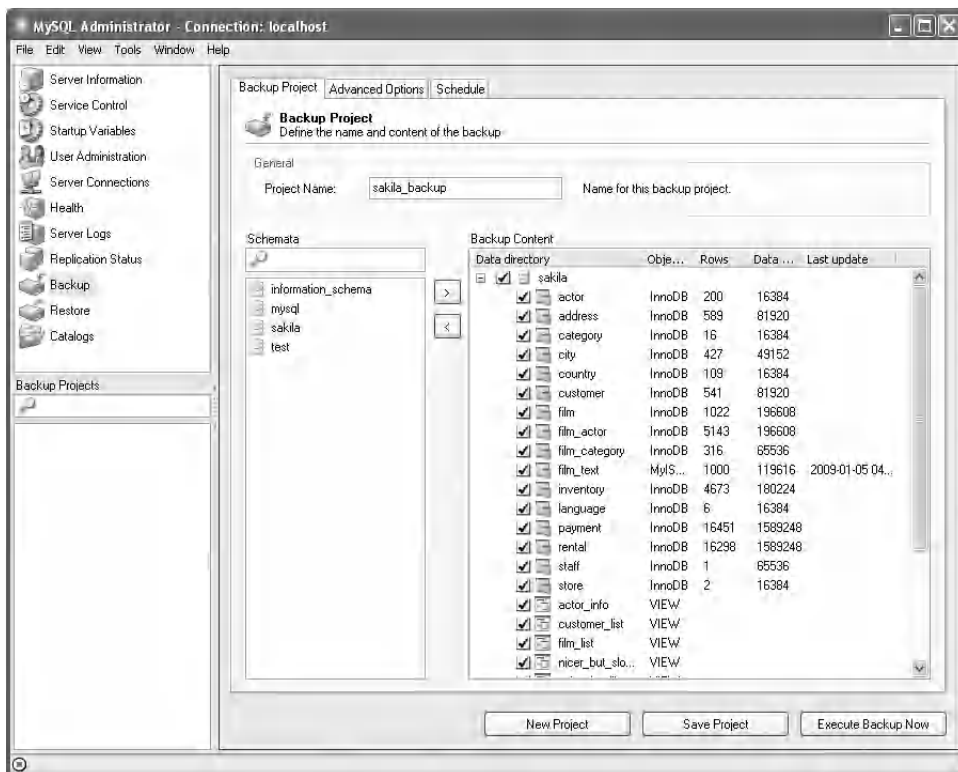 MySQL Administrator - Connection: localhost
File Edit View Tools Window Help
Server Information
Service Control
Startup Variables
User Administration
Server Connections
Health
Server Logs
Replication Status
Backup
Restore
Catalogs
Backup Projects
Backup Project Advanced Options Schedule
Backup Project
Define the name and content of the backup
General
Project Name: sakila_backup Name for this backup project.
Schemata
information_schema
mysql
sakila
test
>
<
Backup Content
Data directory Obje... Rows Data ... Last update
sakila
actor InnoDB 200 16384
address InnoDB 589 81920
category InnoDB 16 16384
city InnoDB 427 49152
country InnoDB 109 16384
customer InnoDB 541 81920
film InnoDB 1022 196608
film_actor InnoDB 5143 196608
film_category InnoDB 316 65536
film_text MyIS... 1000 119616 2009-01-05 04...
inventory InnoDB 4673 180224
language InnoDB 6 16384
payment InnoDB 16451 1589248
rental InnoDB 16298 1589248
staff InnoDB 1 65536
store InnoDB 2 16384
actor_info VIEW
customer_list VIEW
film_list VIEW
nicer_but_slo... VIEW
New Project Save Project Execute Backup Now